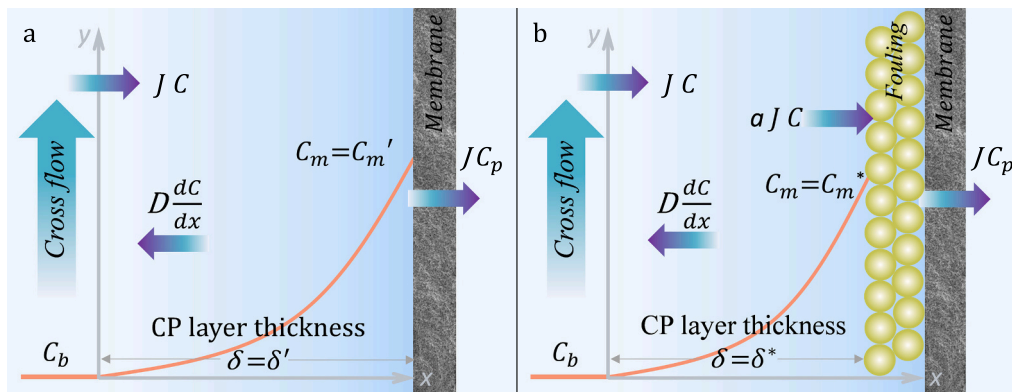 a
y
J C
Membrane
Cross flow
C_m=C_m′
J C_p
D dC/dx
CP layer thickness
C_b
δ=δ′
x
b
y
J C
Fouling
Membrane
a J C
Cross flow
C_m=C_m*
J C_p
D dC/dx
CP layer thickness
C_b
δ=δ*
x